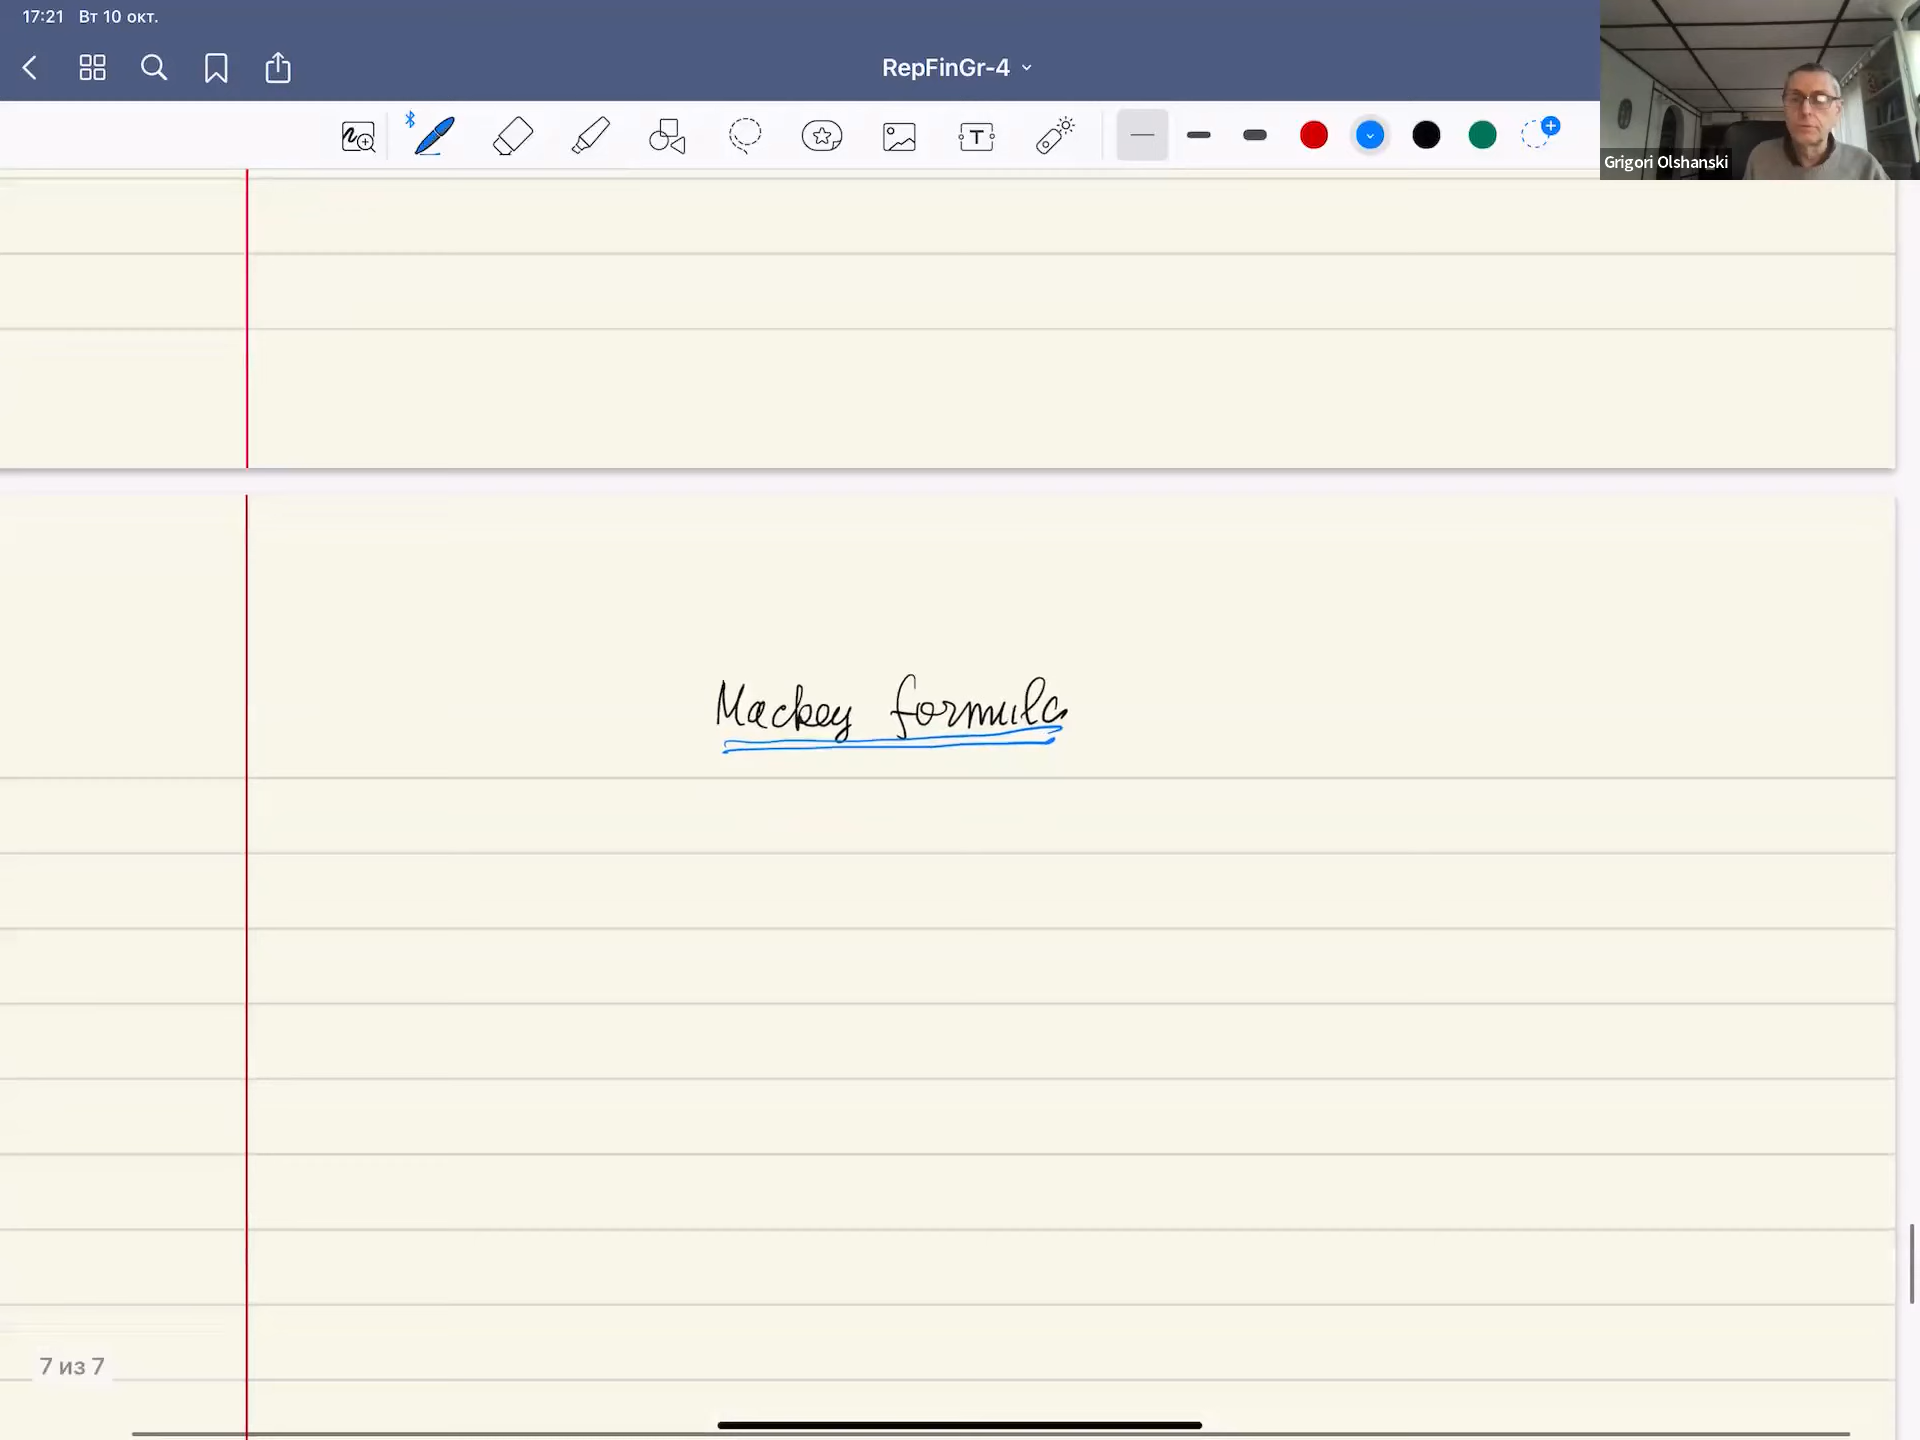 17:21 Вт 10 окт.
RepFinGr-4
T
Grigori Olshanski
Mackey formula
7 из 7